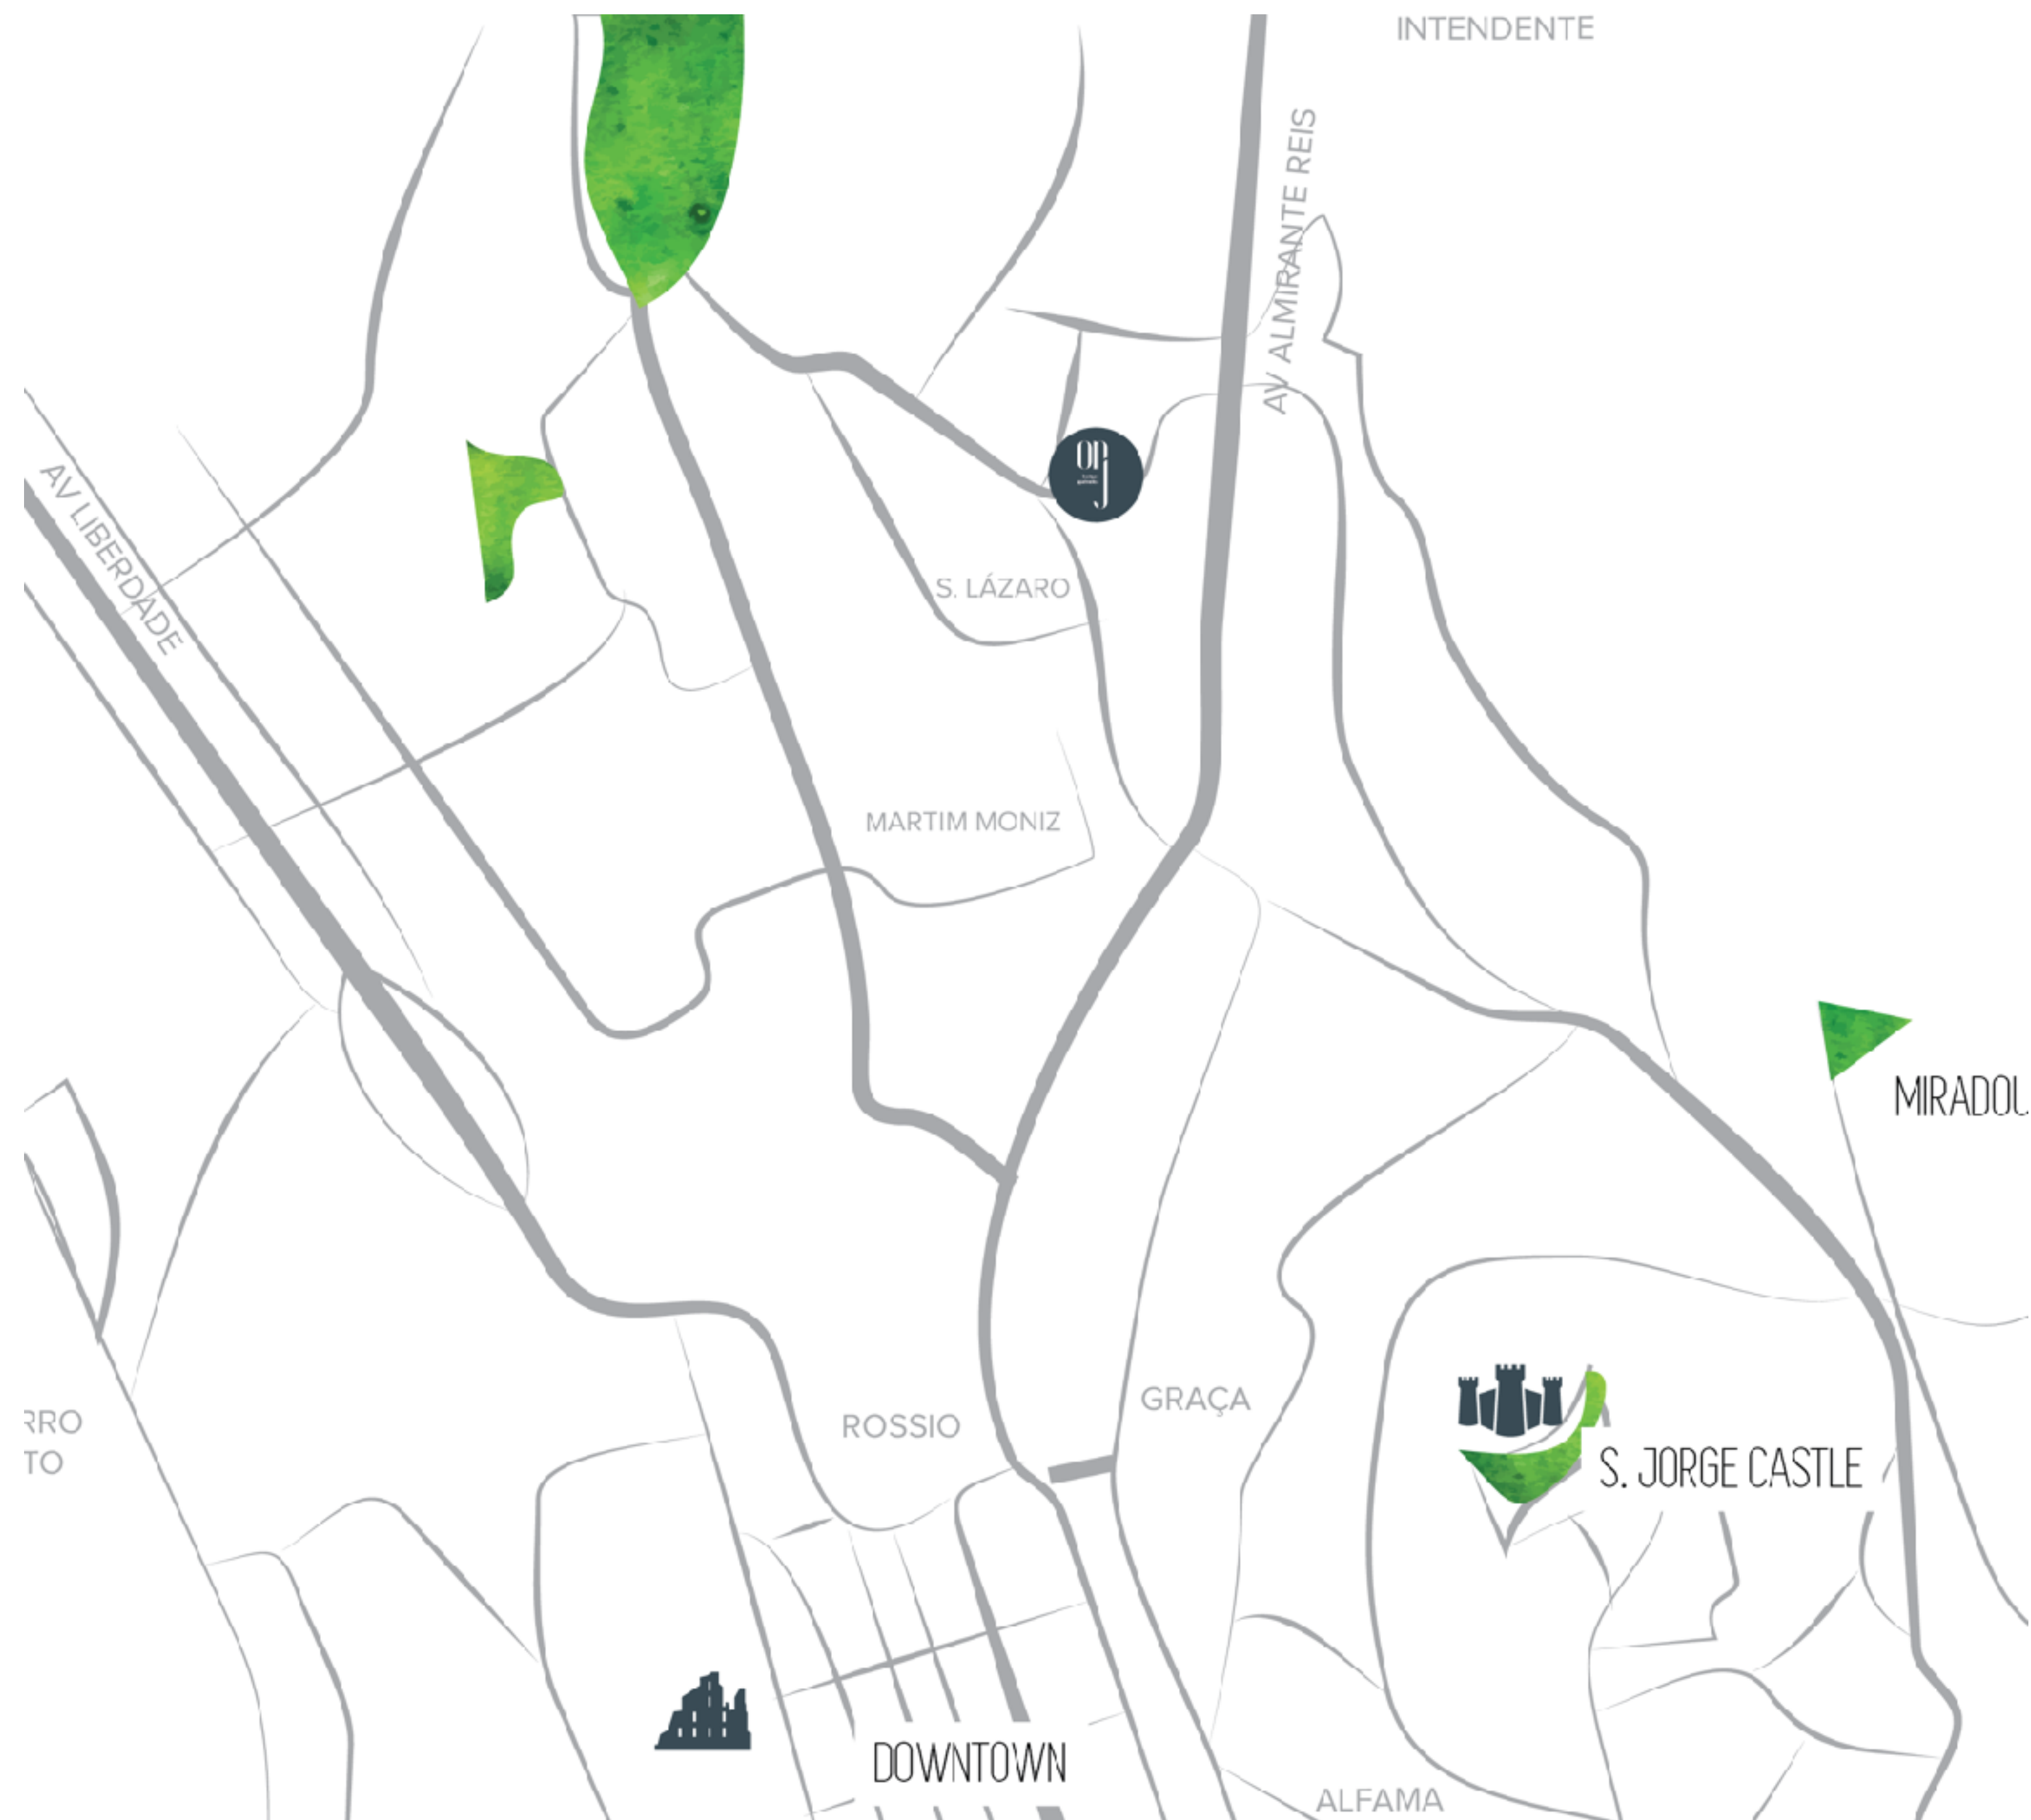 INTENDENTE
AV ALMIRANTE REIS
AV LIBERDADE
S. LÁZARO
MARTIM MONIZ
MIRADOU
GRAÇA
ROSSIO
RRO
TO
S. JORGE CASTLE
DOWNTOWN
ALFAMA